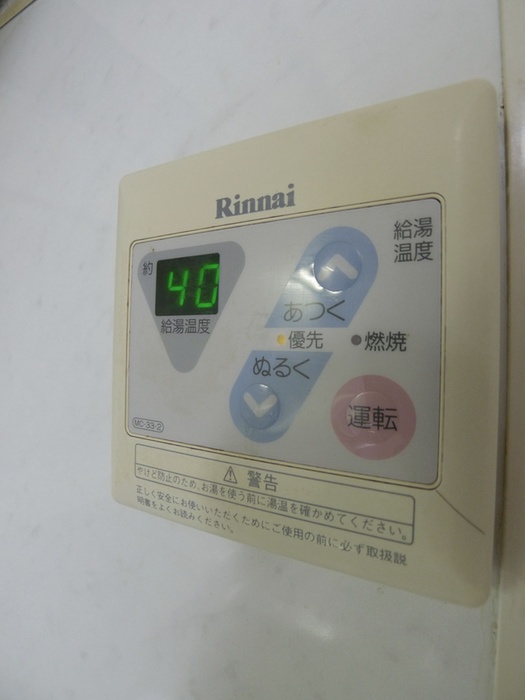 Rinnai
給湯
温度
約
40
給湯温度
あつく
優先
燃焼
ぬるく
運転
MC-33-2
⚠警告
やけど防止のため、お湯を使う前に湯温を確かめてください。
正しく安全にお使いいただくためにご使用の前に必ず取扱説
明書をよくお読みください。